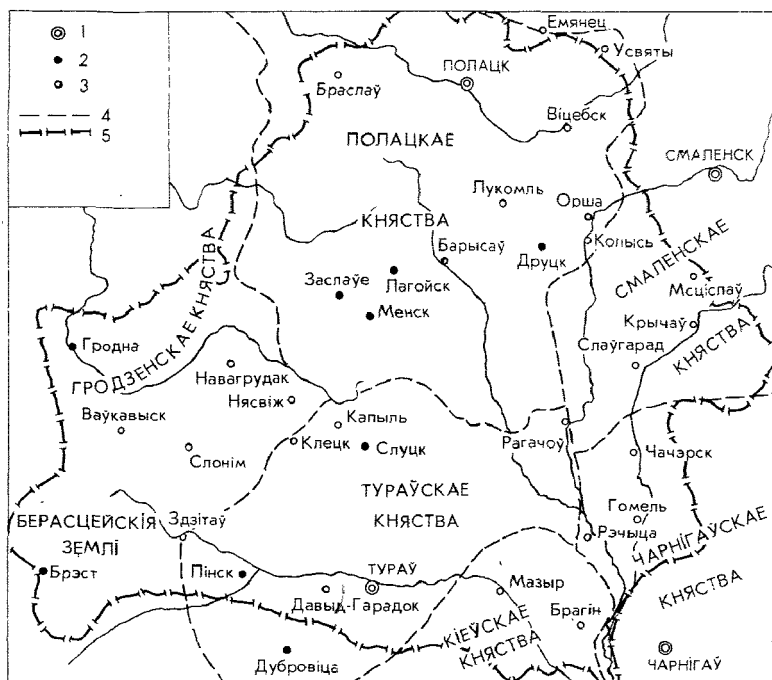 1
2
3
4
5
Емянец
Усвяты
ПОЛАЦК
Браслаў
Віцебск
ПОЛАЦКАЕ
СМАЛЕНСК
Лукомль
Орша
КНЯСТВА
Копысь
Барысаў
Друцк
СМАЛЕНСКАЕ
Лагойск
Заслаўе
Мсціслаў
Менск
Крычаў
КНЯСТВА
Гродна
ГРОДЗЕНСКАЕ КНЯСТВА
Слаўгарад
Навагрудак
Нясвіж
Ваўкавыск
Капыль
Рагачоў
Клецк
Слуцк
Слонім
Чачэрск
ТУРАЎСКАЕ
КНЯСТВА
Гомель
БЕРАСЦЕЙСКІЯ
ЗЕМЛІ
Здзітаў
Рэчыца
ЧАРНІГАЎСКАЕ
КНЯСТВА
Брэст
Пінск
ТУРАЎ
Давыд-Гарадок
Мазыр
Брагін
КІЕЎСКАЕ
КНЯСТВА
Дубровіца
ЧАРНІГАЎ